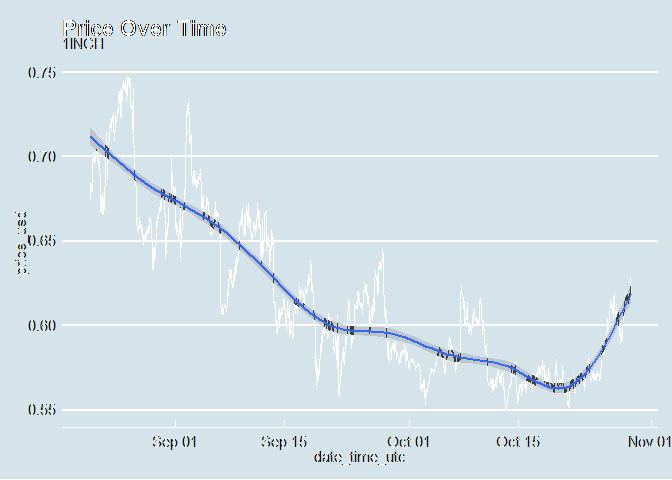 Price Over Time
1INCH
0.75
0.70
0.65
0.60
0.55
price_usd
Sep 01
Sep 15
Oct 01
Oct 15
Nov 01
date_time_utc